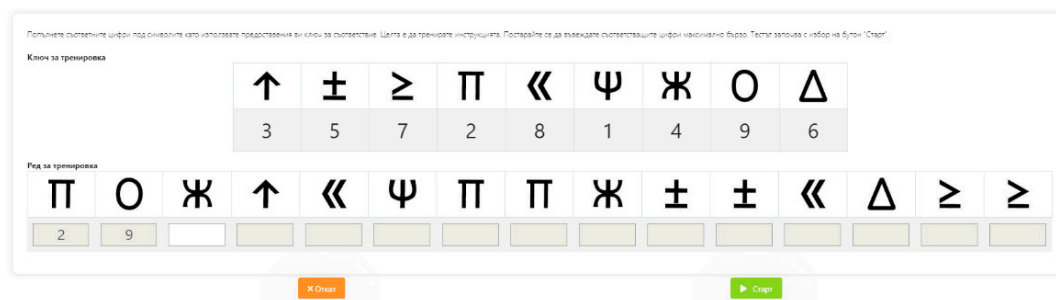 Попълнете съответните цифри под символите като използвате предоставения ви ключ за съответствие. Целта е да тренирате инструкцията. Постарайте се да въвеждате съответстващите цифри максимално бързо. Тестът започва с избор на бутон "Старт".
Ключ за тренировка
↑ ± ≥ П « Ψ Ж О Δ
3 5 7 2 8 1 4 9 6
Ред за тренировка
П О Ж ↑ « Ψ П П Ж ± ± « Δ ≥ ≥
2 9
× Отказ ▶ Старт